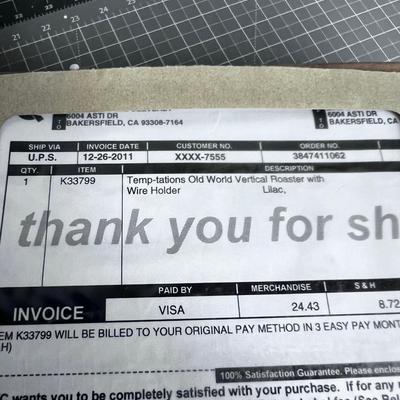 6004 ASTI DR 6004 ASTI DR
TO BAKERSFIELD, CA 93308-7164 TO BAKERSFIELD, CA
SHIP VIA INVOICE DATE CUSTOMER NO. ORDER NO.
U.P.S. 12-26-2011 XXXX-7555 3847411062
QTY. ITEM DESCRIPTION
1 K33799 Temp-tations Old World Vertical Roaster with
Wire Holder Lilac,
thank you for sh
PAID BY MERCHANDISE S & H
INVOICE VISA 24.43 8.72
EM K33799 WILL BE BILLED TO YOUR ORIGINAL PAY METHOD IN 3 EASY PAY MONT
H)
100% Satisfaction Guarantee. Please enclos
C wants you to be completely satisfied with your purchase. If for any